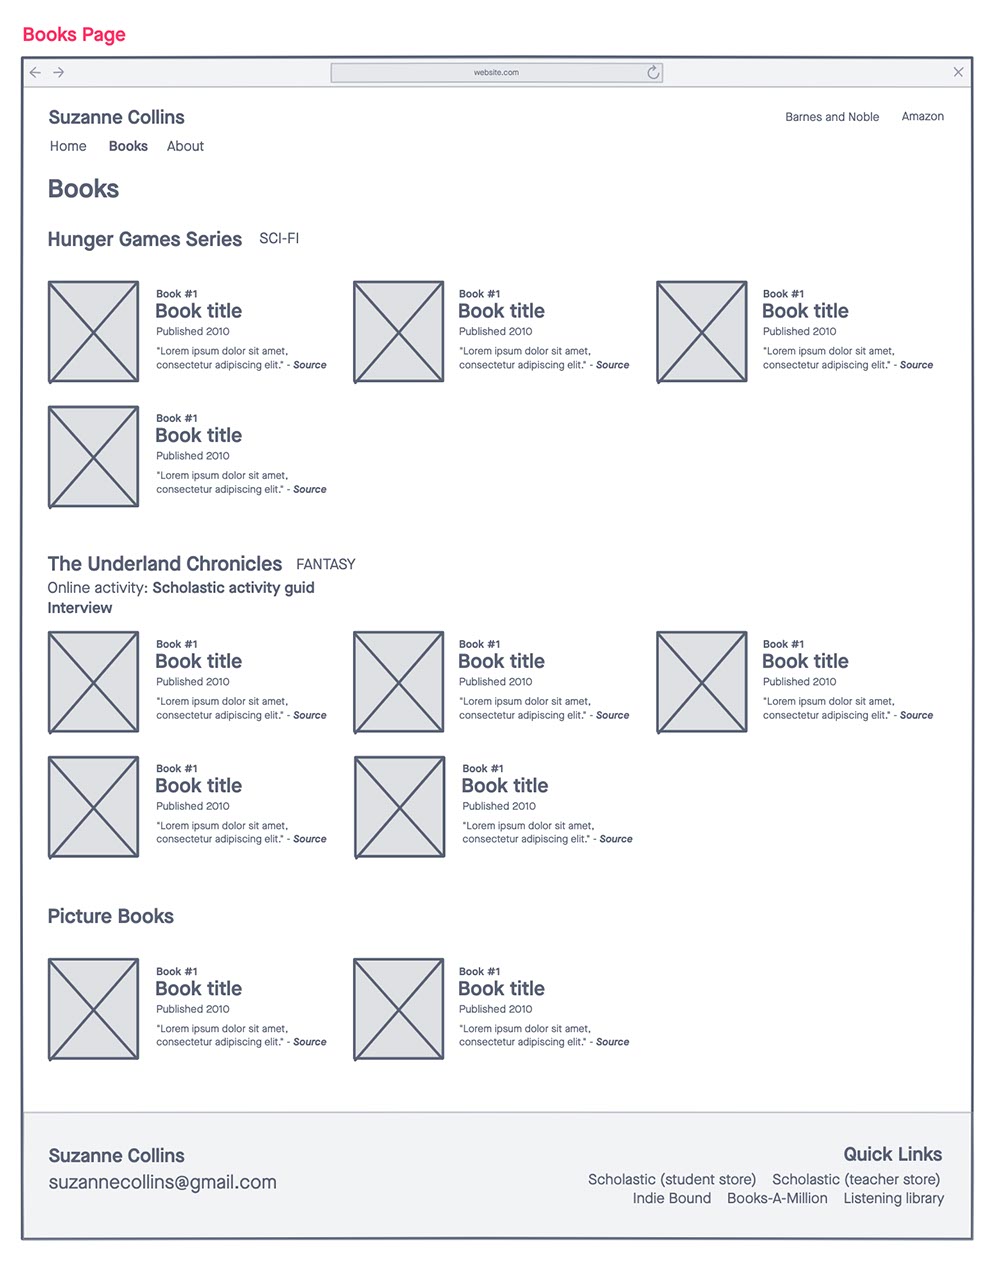 Books Page
website.com
Suzanne Collins
Barnes and Noble Amazon
Home Books About
Books
Hunger Games Series SCI-FI
Book #1
Book title
Published 2010
"Lorem ipsum dolor sit amet,
consectetur adipiscing elit." - Source
Book #1
Book title
Published 2010
"Lorem ipsum dolor sit amet,
consectetur adipiscing elit." - Source
Book #1
Book title
Published 2010
"Lorem ipsum dolor sit amet,
consectetur adipiscing elit." - Source
Book #1
Book title
Published 2010
"Lorem ipsum dolor sit amet,
consectetur adipiscing elit." - Source
The Underland Chronicles FANTASY
Online activity: Scholastic activity guid
Interview
Book #1
Book title
Published 2010
"Lorem ipsum dolor sit amet,
consectetur adipiscing elit." - Source
Book #1
Book title
Published 2010
"Lorem ipsum dolor sit amet,
consectetur adipiscing elit." - Source
Book #1
Book title
Published 2010
"Lorem ipsum dolor sit amet,
consectetur adipiscing elit." - Source
Book #1
Book title
Published 2010
"Lorem ipsum dolor sit amet,
consectetur adipiscing elit." - Source
Book #1
Book title
Published 2010
"Lorem ipsum dolor sit amet,
consectetur adipiscing elit." - Source
Picture Books
Book #1
Book title
Published 2010
"Lorem ipsum dolor sit amet,
consectetur adipiscing elit." - Source
Book #1
Book title
Published 2010
"Lorem ipsum dolor sit amet,
consectetur adipiscing elit." - Source
Suzanne Collins
suzannecollins@gmail.com
Quick Links
Scholastic (student store) Scholastic (teacher store)
Indie Bound Books-A-Million Listening library